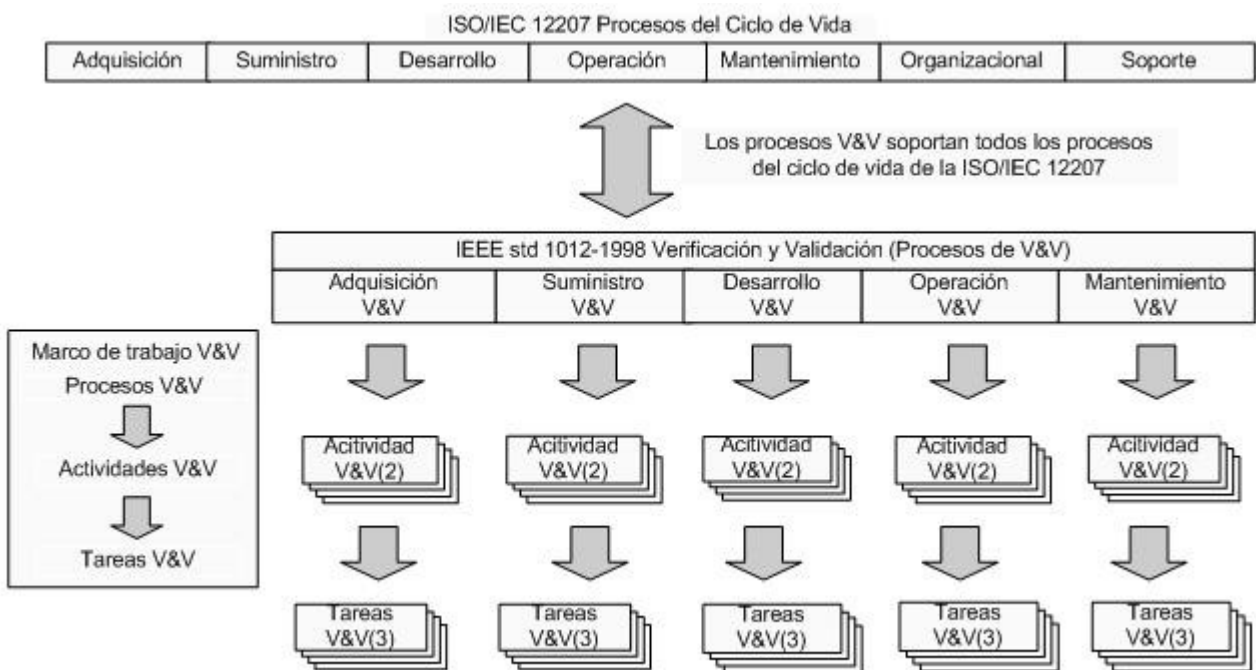 ISO/IEC 12207 Procesos del Ciclo de Vida
Adquisición Suministro Desarrollo Operación Mantenimiento Organizacional Soporte
Los procesos V&V soportan todos los procesos
del ciclo de vida de la ISO/IEC 12207
IEEE std 1012-1998 Verificación y Validación (Procesos de V&V)
Adquisición Suministro Desarrollo Operación Mantenimiento
V&V V&V V&V V&V V&V
Marco de trabajo V&V
Procesos V&V
Actividades V&V
Tareas V&V
Acitividad Acitividad Acitividad Acitividad Acitividad
V&V(2) V&V(2) V&V(2) V&V(2) V&V(2)
Tareas Tareas Tareas Tareas Tareas
V&V(3) V&V(3) V&V(3) V&V(3) V&V(3)